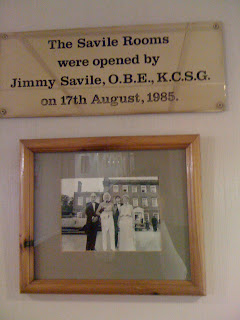 The Savile Rooms
were opened by
Jimmy Savile, O.B.E., K.C.S.G.
on 17th August, 1985.